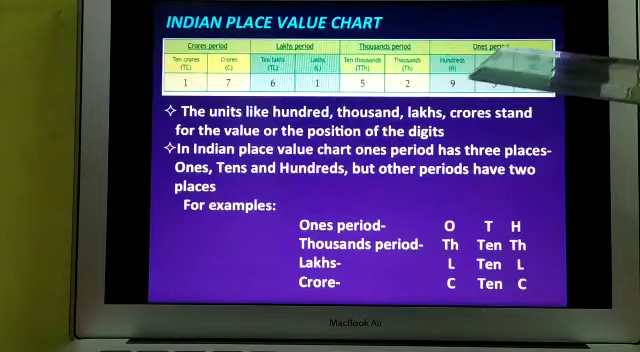 INDIAN PLACE VALUE CHART
Crores period Lakhs period Thousands period Ones
Ten crores Crores Ten lakhs Lakhs Ten thousands Thousands Hundreds
(TC) (C) (TL) (L) (TTh) (Th) (H)
1 7 6 1 5 2 9
✧ The units like hundred, thousand, lakhs, crores stand
for the value or the position of the digits
✧In Indian place value chart ones period has three places-
Ones, Tens and Hundreds, but other periods have two
places
For examples:
Ones period- O T H
Thousands period- Th Ten Th
Lakhs- L Ten L
Crore- C Ten C
MacBook Air